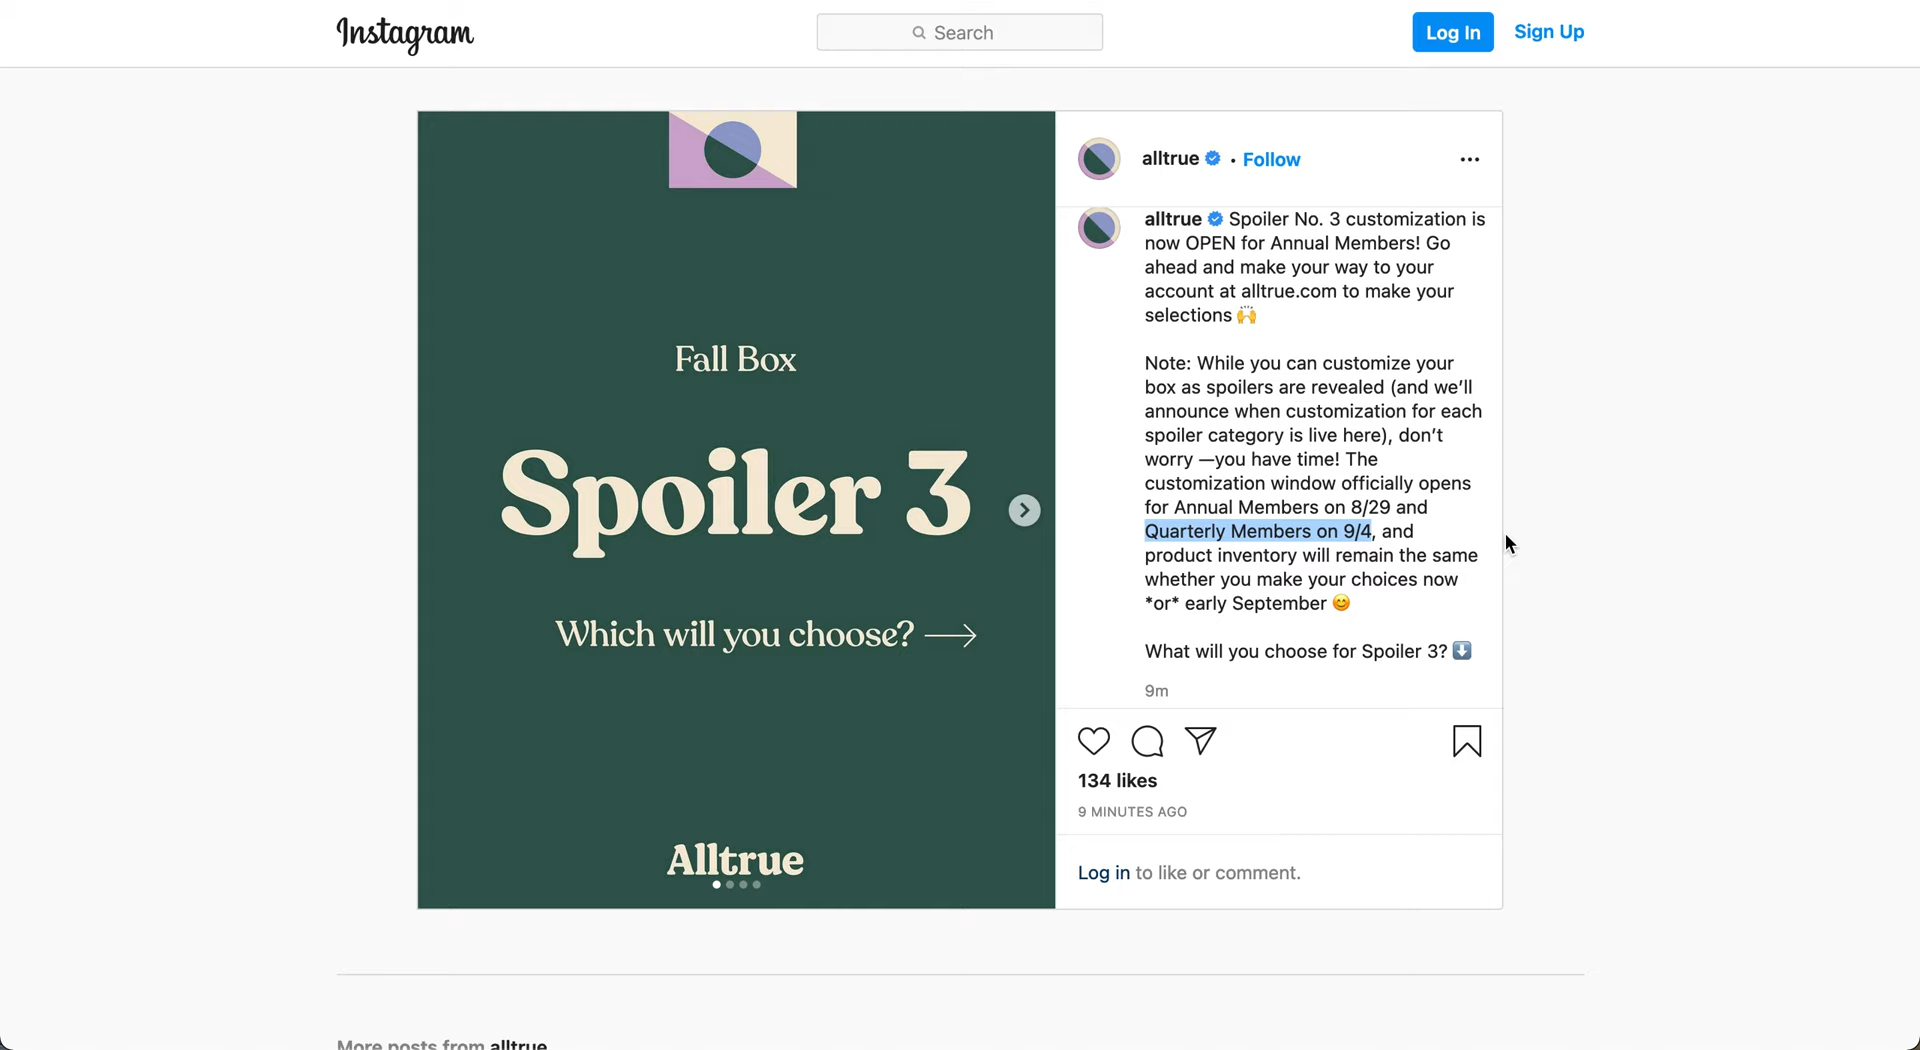 Instagram
Search
Log In
Sign Up
Fall Box
Spoiler 3
Which will you choose? →
Alltrue
alltrue • Follow
alltrue Spoiler No. 3 customization is
now OPEN for Annual Members! Go
ahead and make your way to your
account at alltrue.com to make your
selections 🙌
Note: While you can customize your
box as spoilers are revealed (and we’ll
announce when customization for each
spoiler category is live here), don’t
worry —you have time! The
customization window officially opens
for Annual Members on 8/29 and
Quarterly Members on 9/4, and
product inventory will remain the same
whether you make your choices now
*or* early September 😊
What will you choose for Spoiler 3? ⬇️
9m
134 likes
9 MINUTES AGO
Log in to like or comment.
More posts from alltrue